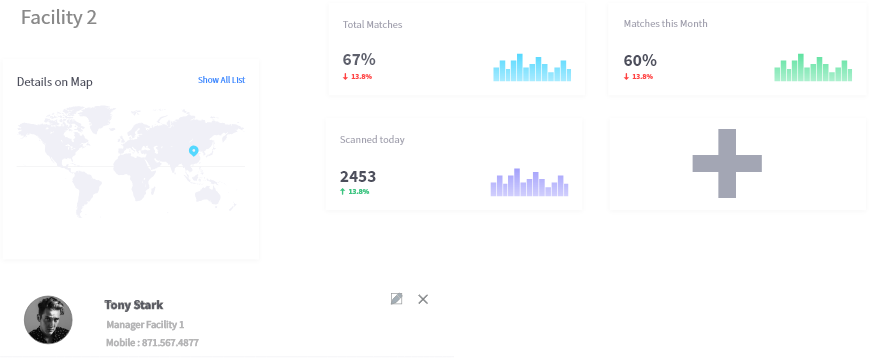 Facility 2
Details on Map
Show All List
Total Matches
67%
↓ 13.8%
Matches this Month
60%
↓ 13.8%
Scanned today
2453
↑ 13.8%
Tony Stark
Manager Facility 1
Mobile : 871.567.4877